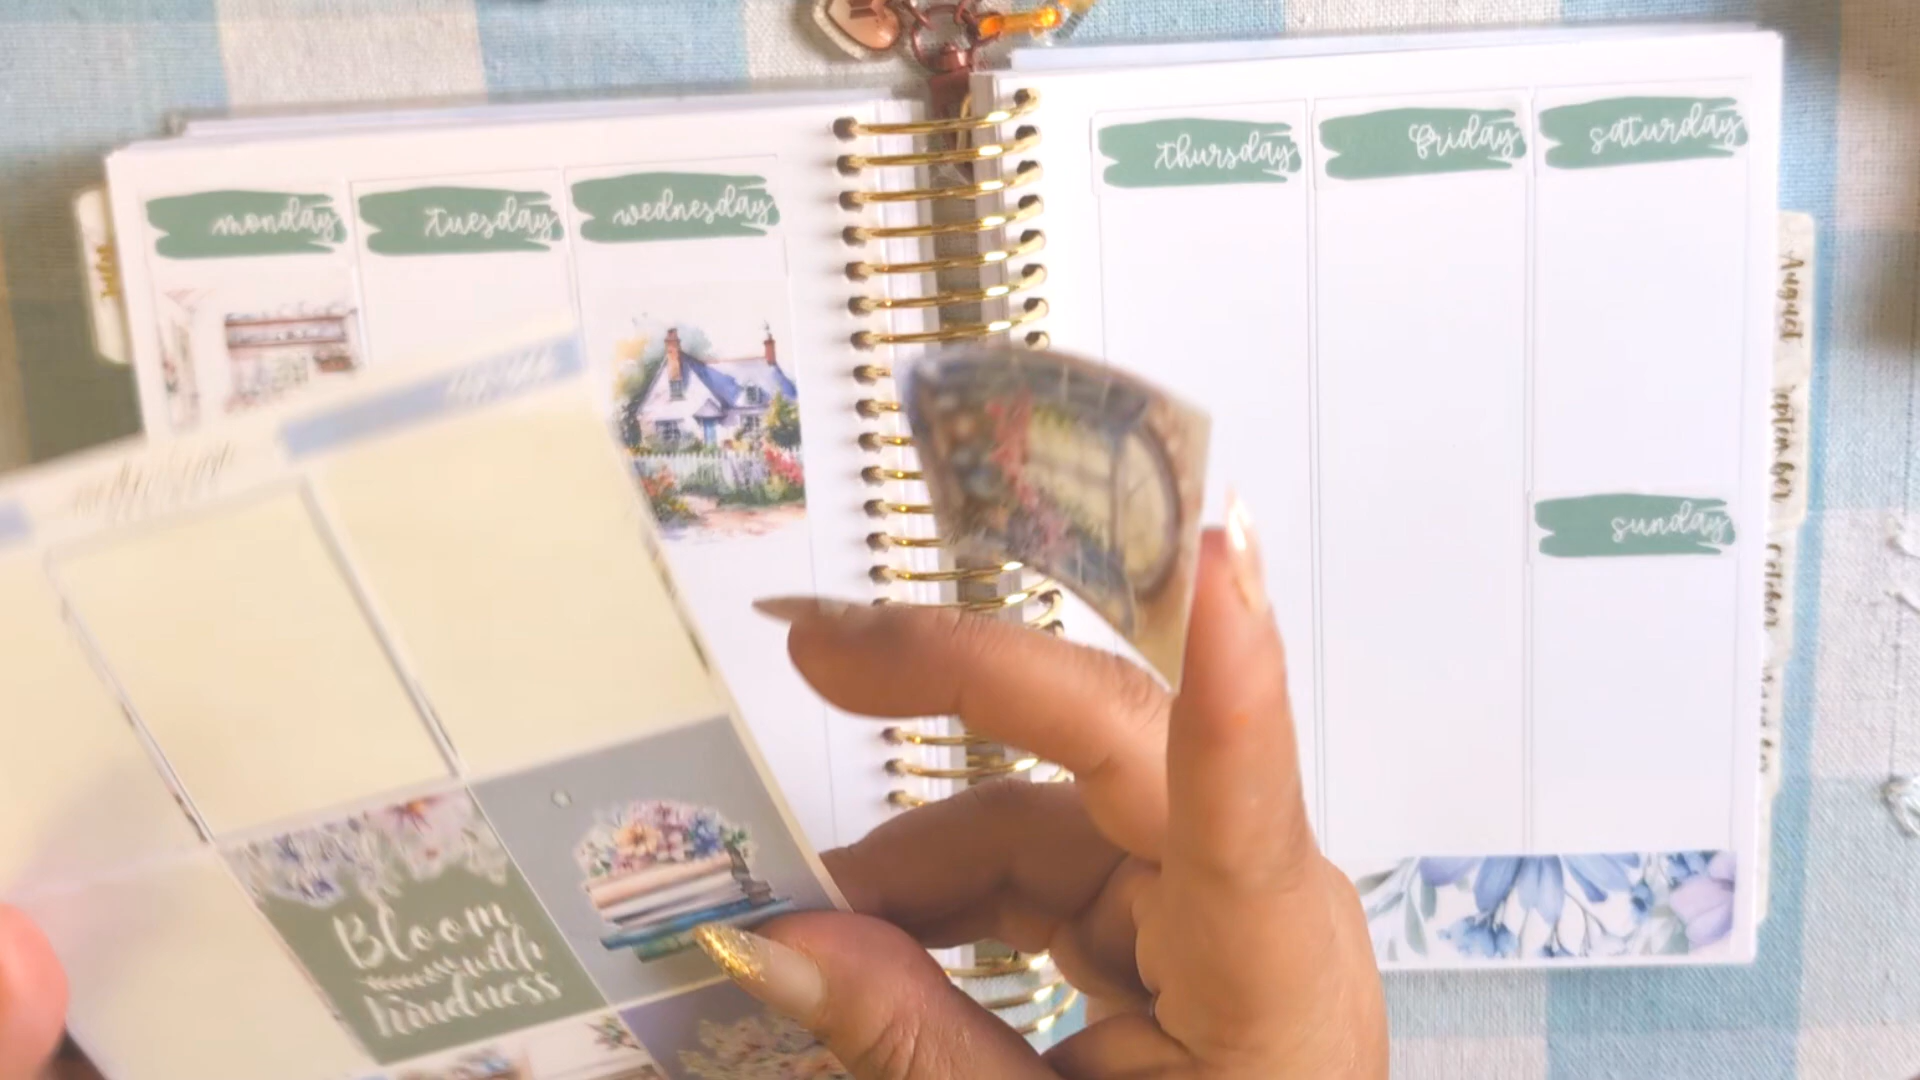 monday
tuesday
wednesday
thursday
friday
saturday
sunday
August
September
October
Bloom
with
kindness